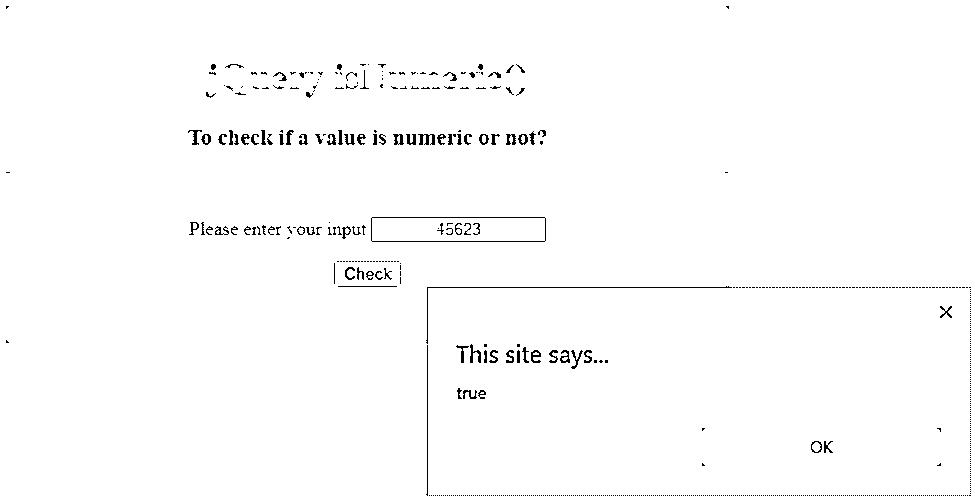 jQuery isNumeric()
To check if a value is numeric or not?
Please enter your input 45623
Check
This site says...
true
OK